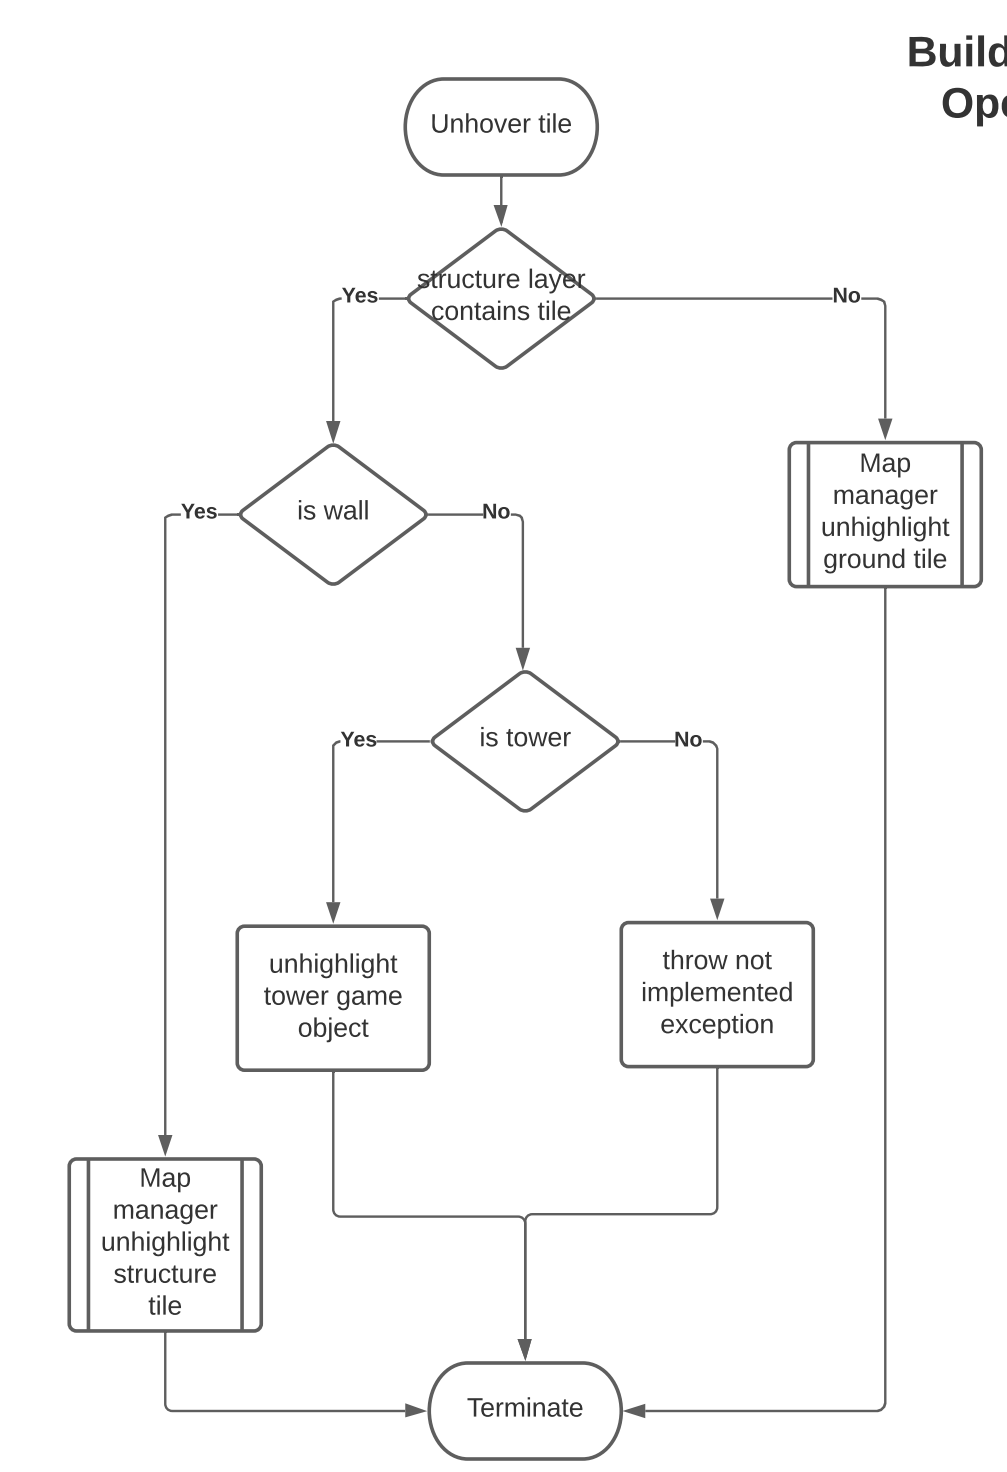 Build
Ope
Unhover tile
structure layer
contains tile
Yes
No
is wall
Yes
No
Map
manager
unhighlight
ground tile
is tower
Yes
No
unhighlight
tower game
object
throw not
implemented
exception
Map
manager
unhighlight
structure
tile
Terminate